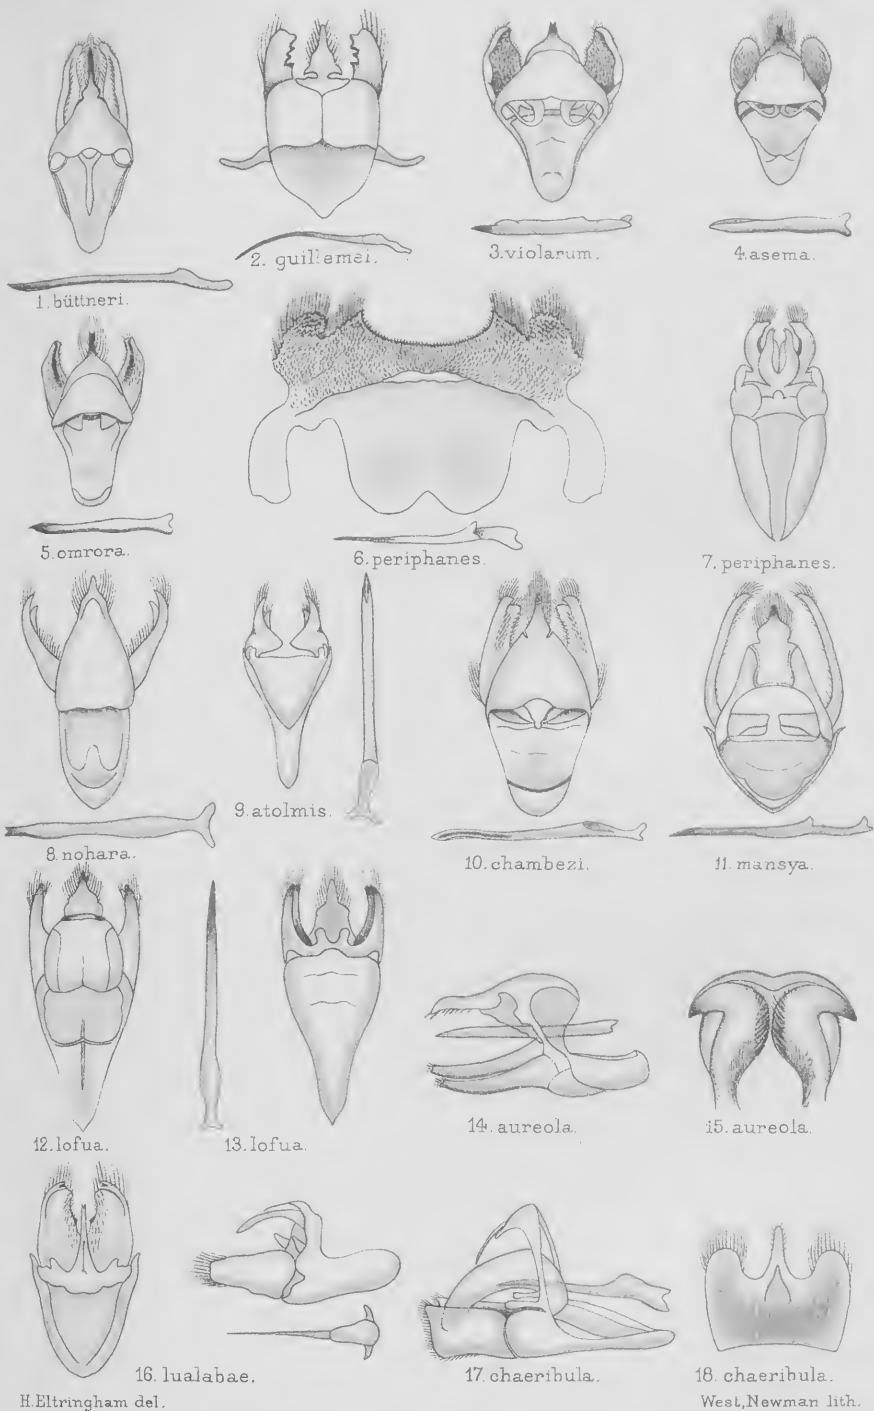 1. büttneri.
2. guillemei.
3. violarum.
4. asema.
5. omrora.
6. periphanes.
7. periphanes.
8. nohara.
9. atolmis.
10. chambezi.
11. mansya.
12. lofua.
13. lofua.
14. aureola.
15. aureola.
16. lualabae.
17. chaeribula.
18. chaeribula.
H. Eltringham del.
West, Newman lith.